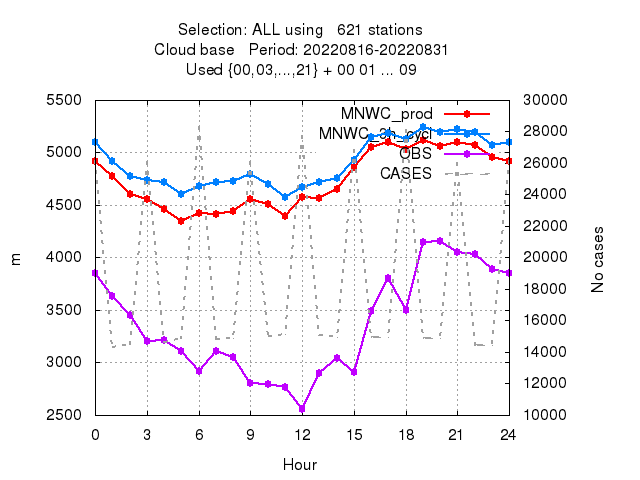 Selection: ALL using 621 stations
Cloud base Period: 20220816-20220831
Used {00,03,...,21} + 00 01 ... 09
5500 30000
MNWC_prod
28000
MNWC_3h_cycl
5000
OBS
26000
CASES
24000
4500
22000
4000 20000
m
No cases
18000
3500
16000
14000
3000
12000
2500 10000
0 3 6 9 12 15 18 21 24
Hour